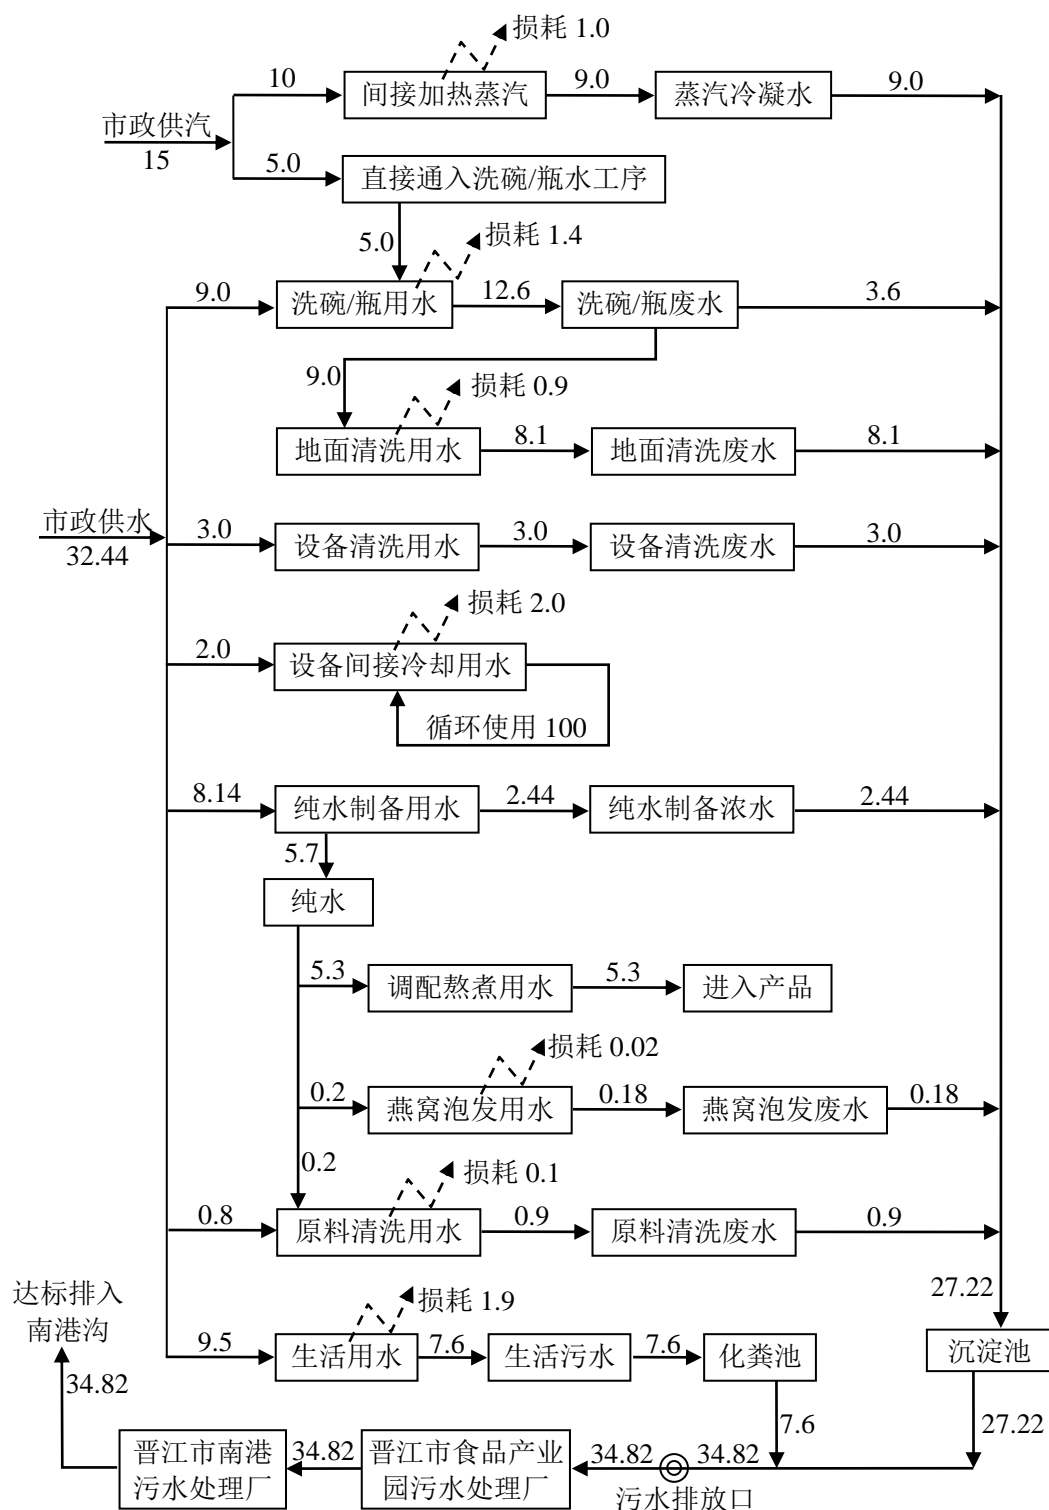 损耗 1.0
10
间接加热蒸汽
9.0
蒸汽冷凝水
9.0
市政供汽
15
5.0
直接通入洗碗/瓶水工序
5.0
损耗 1.4
9.0
洗碗/瓶用水
12.6
洗碗/瓶废水
3.6
9.0
损耗 0.9
地面清洗用水
8.1
地面清洗废水
8.1
市政供水
32.44
3.0
设备清洗用水
3.0
设备清洗废水
3.0
损耗 2.0
2.0
设备间接冷却用水
循环使用 100
8.14
纯水制备用水
2.44
纯水制备浓水
2.44
5.7
纯水
5.3
调配熬煮用水
5.3
进入产品
损耗 0.02
0.2
燕窝泡发用水
0.18
燕窝泡发废水
0.18
0.2
损耗 0.1
0.8
原料清洗用水
0.9
原料清洗废水
0.9
达标排入
南港沟
损耗 1.9
27.22
9.5
生活用水
7.6
生活污水
7.6
化粪池
沉淀池
34.82
7.6
27.22
晋江市南港
污水处理厂
34.82
晋江市食品产业
园污水处理厂
34.82
34.82
污水排放口